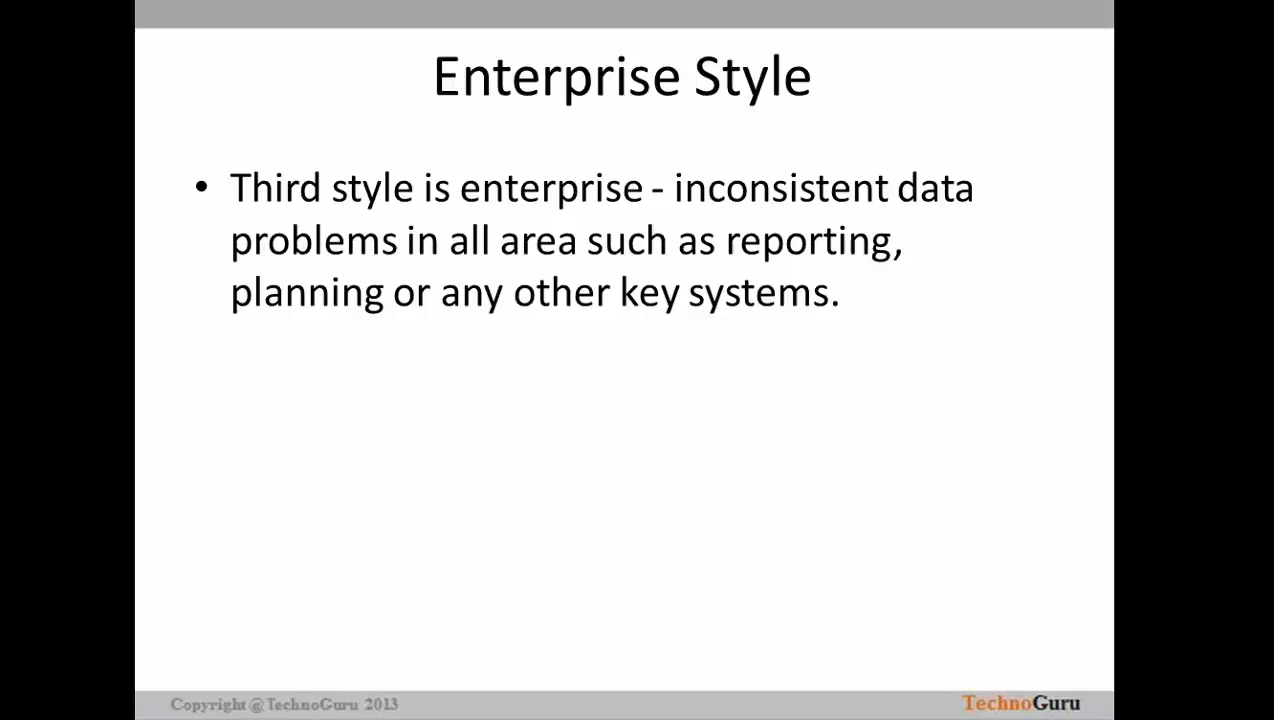 Enterprise Style
• Third style is enterprise - inconsistent data
problems in all area such as reporting,
planning or any other key systems.
Copyright @TechnoGuru 2013
TechnoGuru